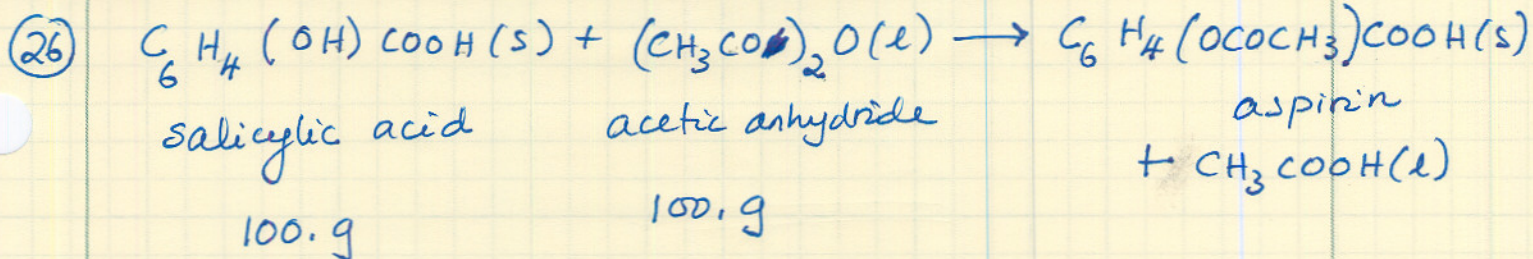 26 C6H4(OH)COOH(s) + (CH3CO)2O(l) → C6H4(OCOCH3)COOH(s)
salicylic acid acetic anhydride aspirin
+ CH3COOH(l)
100. g 100. g